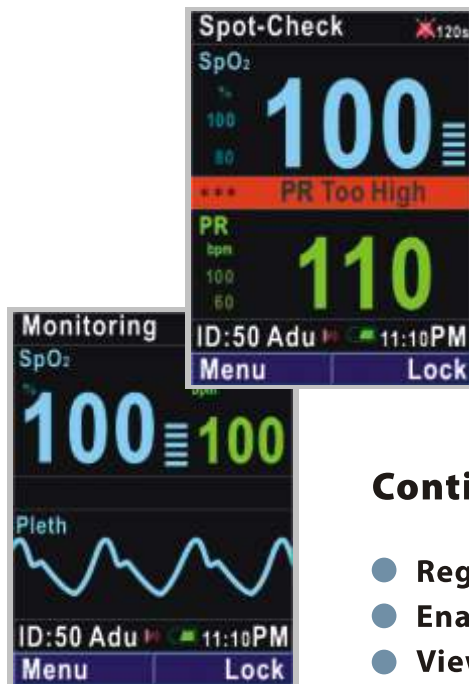 Spot-Check 120s
SpO₂
%
100
100
80
*** PR Too High
PR
bpm
110
100
60
ID:50 Adu 11:10PM
Menu Lock
Monitoring
SpO₂
%
bpm
100 100
Pleth
ID:50 Adu 11:10PM
Menu Lock
Conti
Reg
Ena
View